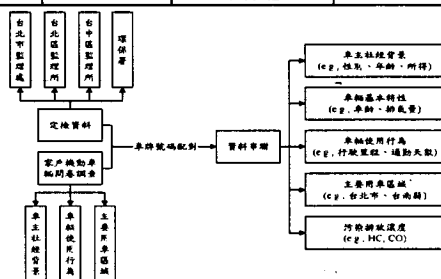 台北市監理處
台北區監理所
台中區監理所
環保署
定檢資料
家戶機動車
輛問卷調查
車主社經背景
車輛使用行為
主要用車區域
車牌號碼配對
資料串聯
車主社經背景
(e.g, 性別、年齡、所得)
車輛基本特性
(e.g, 車齡、排氣量)
車輛使用行為
(e.g, 行駛里程、通勤天數)
主要用車區域
(e.g, 台北市、台南縣)
污染排放濃度
(e.g, HC, CO)